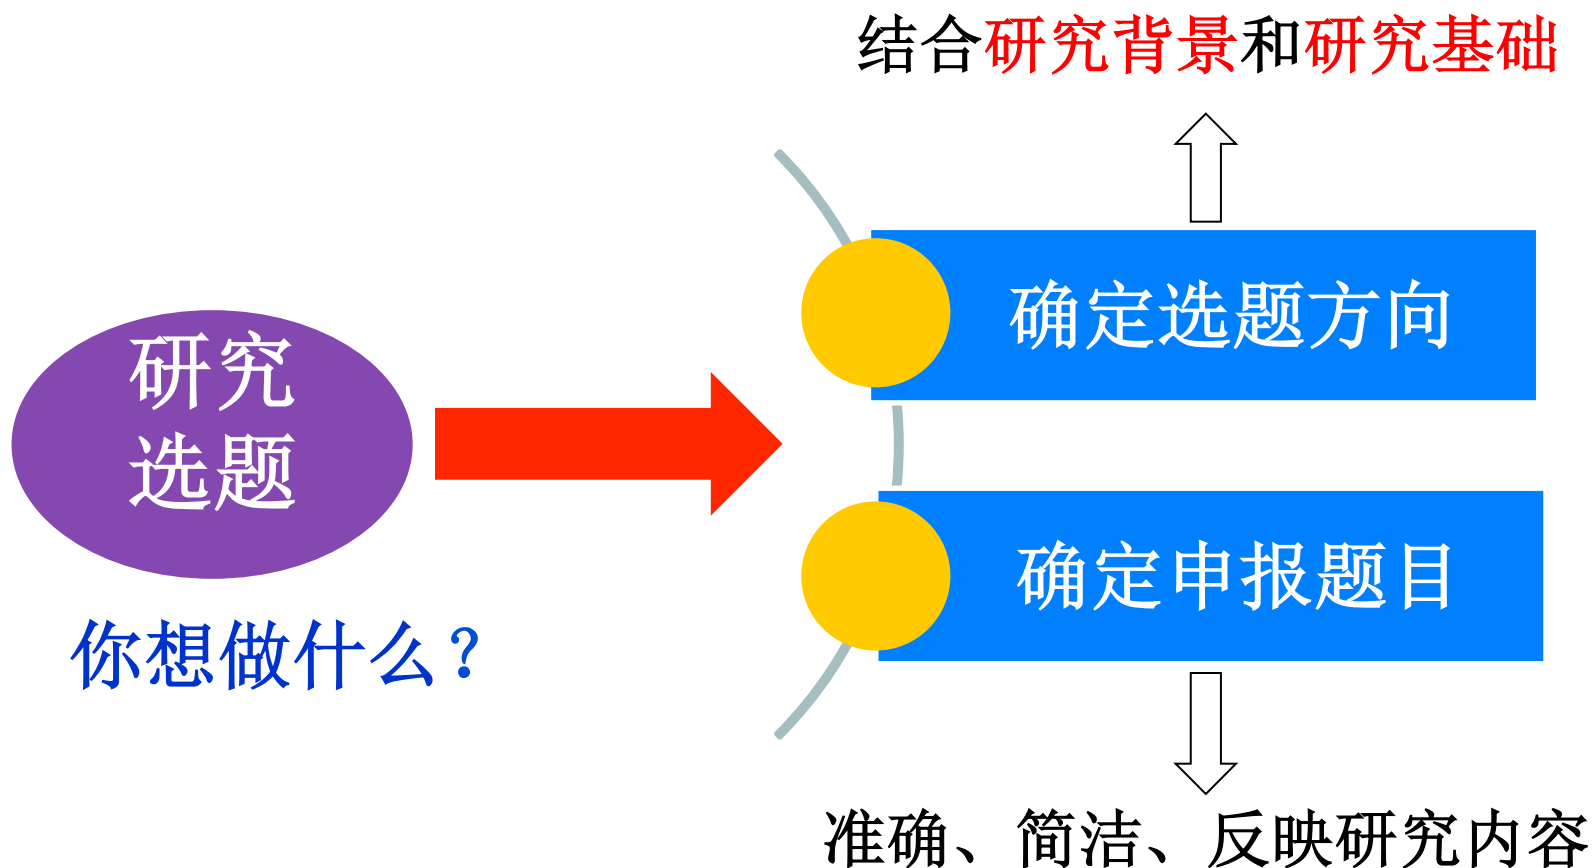 结合研究背景和研究基础
确定选题方向
研究
选题
确定申报题目
你想做什么？
准确、简洁、反映研究内容